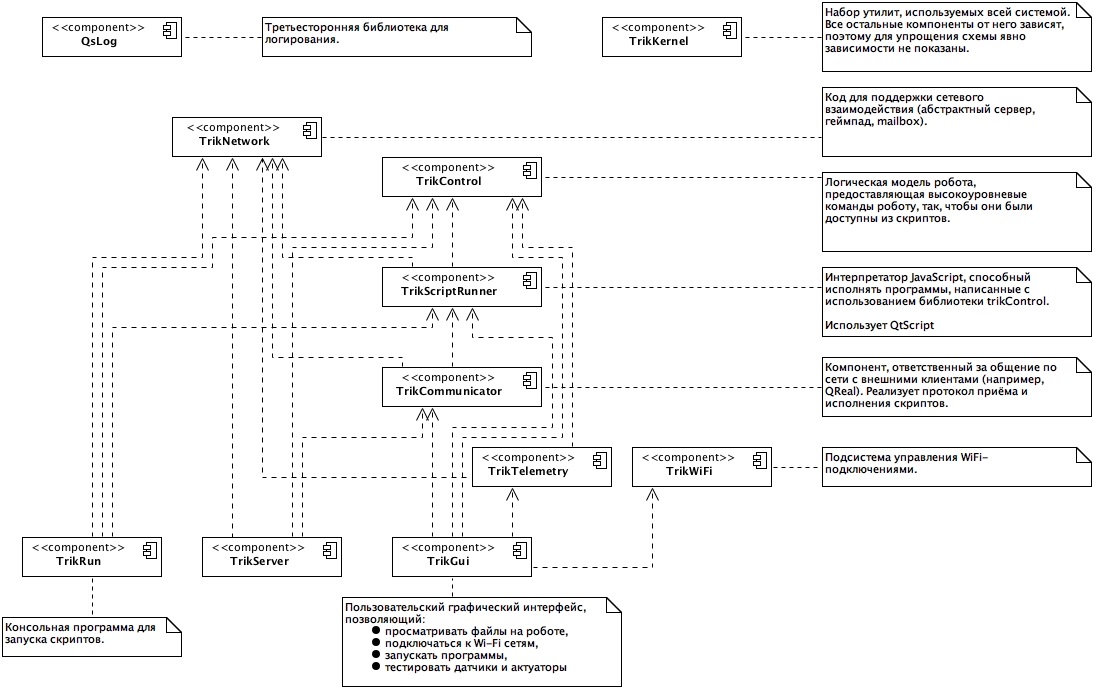 <<component>>
QsLog
Третьесторонняя библиотека для
логирования.
<<component>>
TrikKernel
Набор утилит, используемых всей системой.
Все остальные компоненты от него зависят,
поэтому для упрощения схемы явно
зависимости не показаны.
<<component>>
TrikNetwork
Код для поддержки сетевого
взаимодействия (абстрактный сервер,
геймпад, mailbox).
<<component>>
TrikControl
Логическая модель робота,
предоставляющая высокоуровневые
команды роботу, так, чтобы они были
доступны из скриптов.
<<component>>
TrikScriptRunner
Интерпретатор JavaScript, способный
исполнять программы, написанные с
использованием библиотеки trikControl.
Использует QtScript
<<component>>
TrikCommunicator
Компонент, ответственный за общение по
сети с внешними клиентами (например,
QReal). Реализует протокол приёма и
исполнения скриптов.
<<component>>
TrikTelemetry
<<component>>
TrikWiFi
Подсистема управления WiFi-
подключениями.
<<component>>
TrikRun
<<component>>
TrikServer
<<component>>
TrikGui
Консольная программа для
запуска скриптов.
Пользовательский графический интерфейс,
позволяющий:
● просматривать файлы на роботе,
● подключаться к Wi-Fi сетям,
● запускать программы,
● тестировать датчики и актуаторы